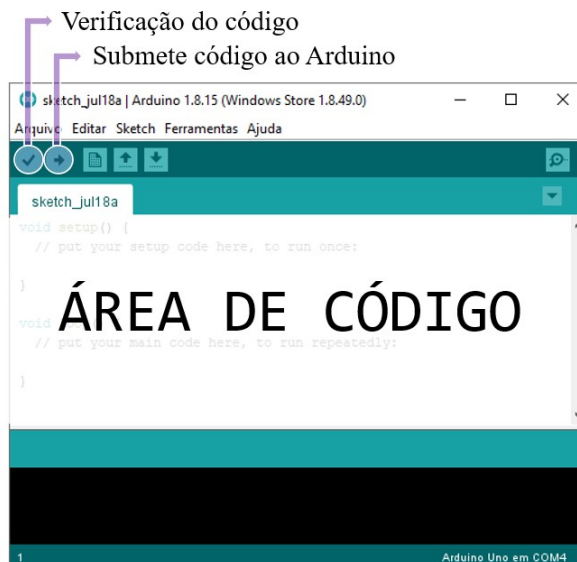 Verificação do código
Submete código ao Arduino
sketch_jul18a | Arduino 1.8.15 (Windows Store 1.8.49.0)
Arquivo Editar Sketch Ferramentas Ajuda
sketch_jul18a
void setup() {
// put your setup code here, to run once:
}
ÁREA DE CÓDIGO
void
// put your main code here, to run repeatedly:
}
1
Arduino Uno em COM4